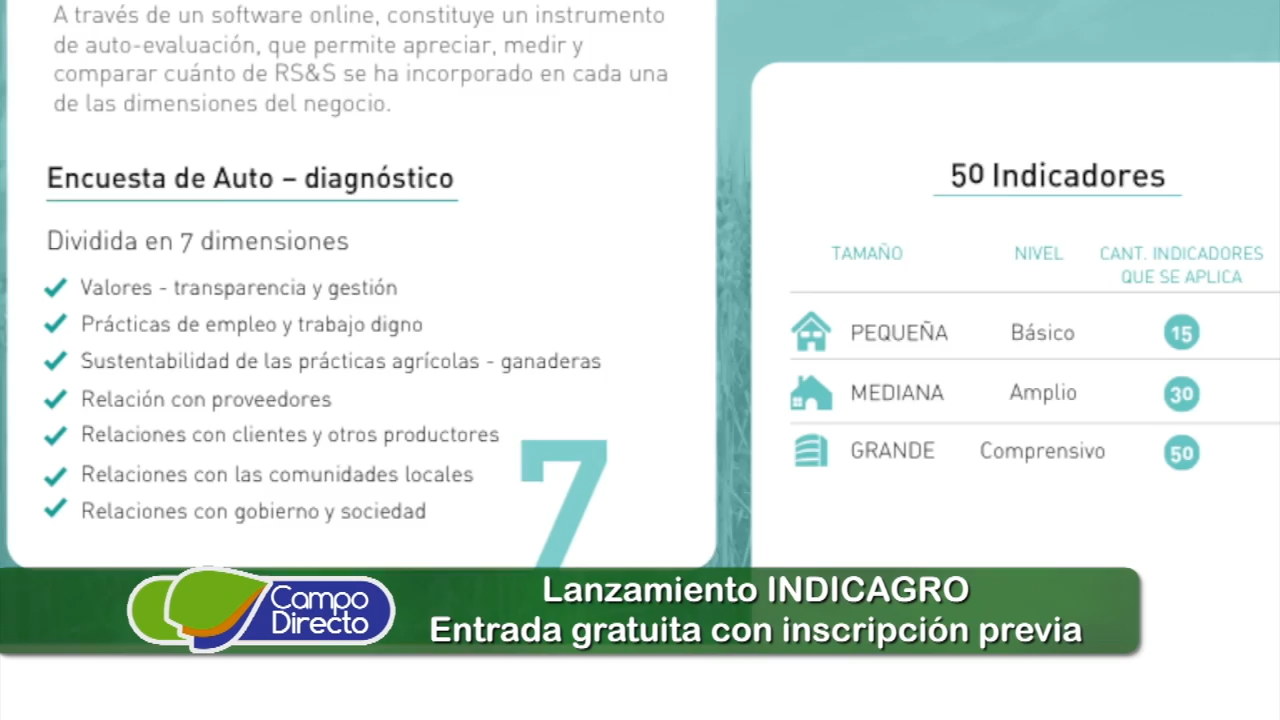 A través de un software online, constituye un instrumento
de auto-evaluación, que permite apreciar, medir y
comparar cuánto de RS&S se ha incorporado en cada una
de las dimensiones del negocio.
Encuesta de Auto – diagnóstico
Dividida en 7 dimensiones
Valores - transparencia y gestión
Prácticas de empleo y trabajo digno
Sustentabilidad de las prácticas agrícolas - ganaderas
Relación con proveedores
Relaciones con clientes y otros productores
Relaciones con las comunidades locales
Relaciones con gobierno y sociedad
7
50 Indicadores
TAMAÑO NIVEL CANT. INDICADORES
QUE SE APLICA
PEQUEÑA Básico 15
MEDIANA Amplio 30
GRANDE Comprensivo 50
Campo
Directo
Lanzamiento INDICAGRO
Entrada gratuita con inscripción previa